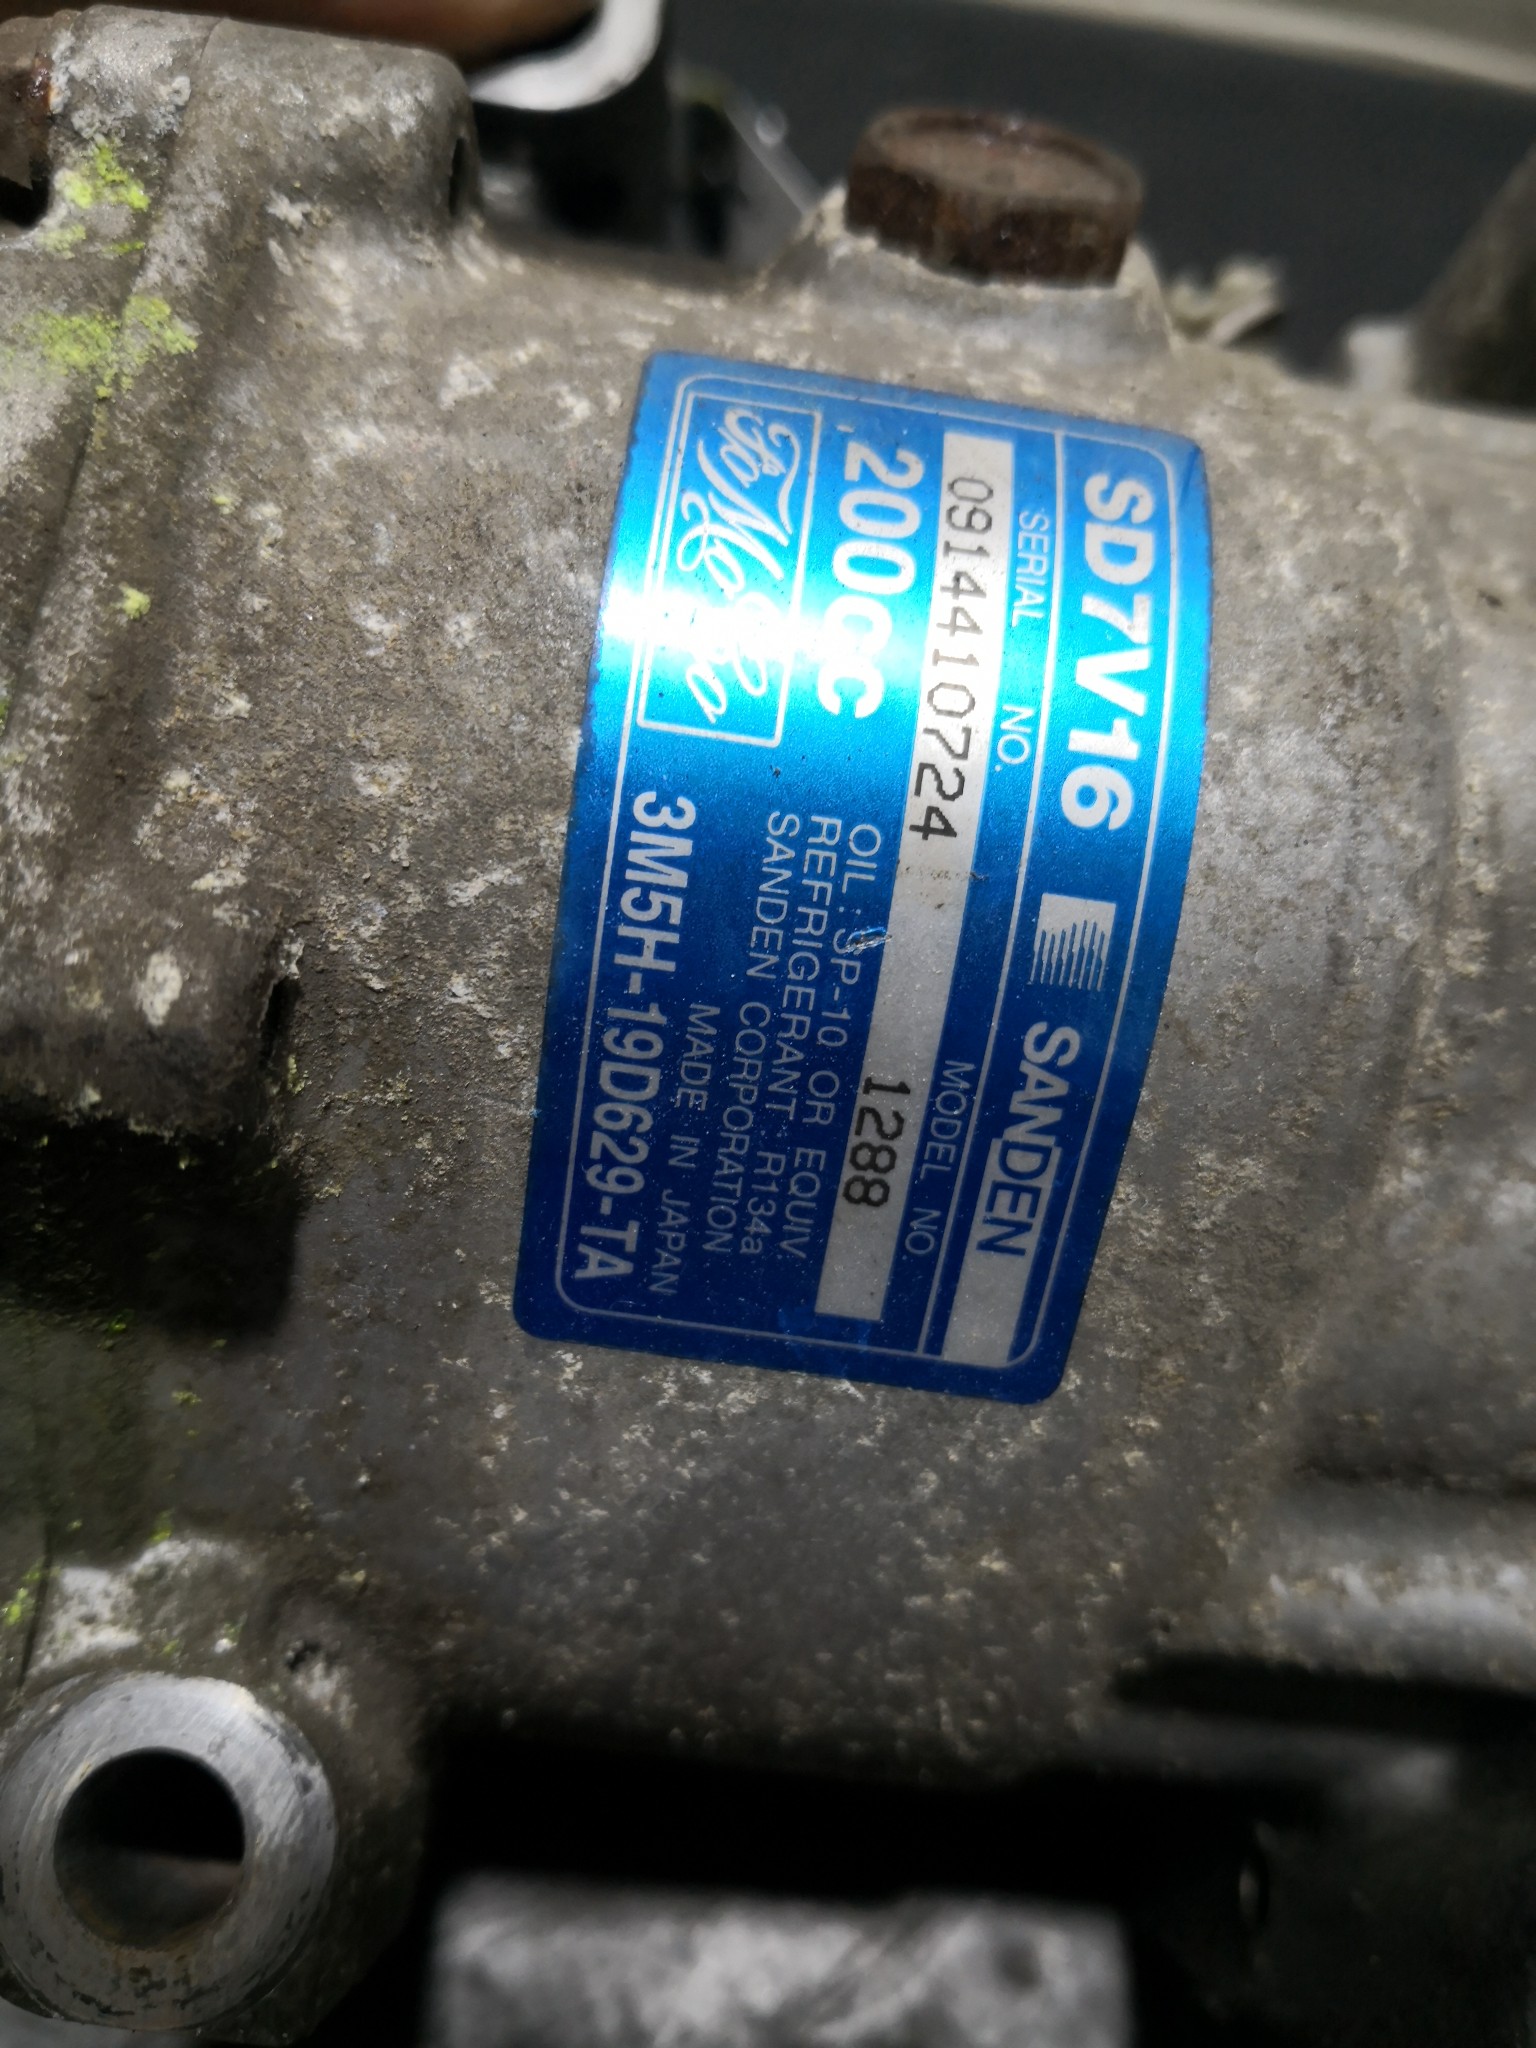 SD7V16 SANDEN
SERIAL NO. MODEL NO.
0914410724 1288
200cc
OIL : SP-10 OR EQUIV.
REFRIGERANT : R134a
SANDEN CORPORATION
MADE IN JAPAN
FoMoCo
3M5H-19D629-TA